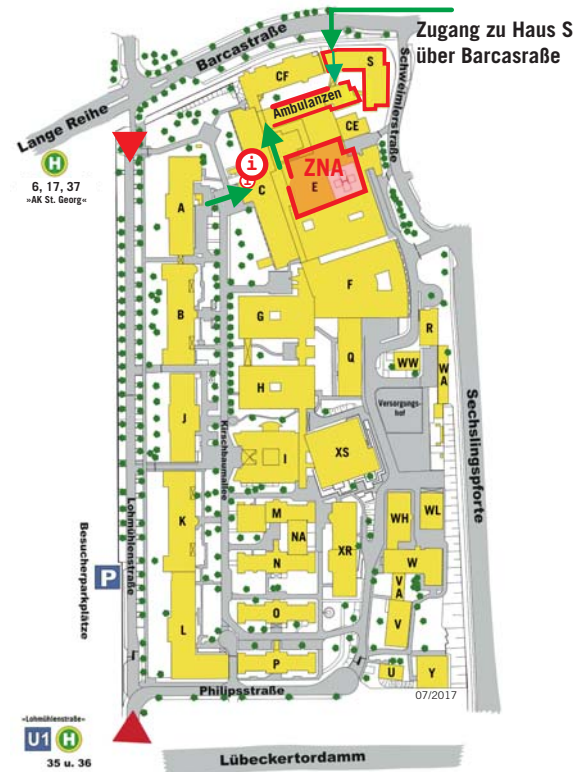 Zugang zu Haus S
über Barcasraße
Barcastraße
Lange Reihe
Schweimlerstraße
CF
S
Ambulanzen
CE
H
6, 17, 37
»AK St. Georg«
i
i
ZNA
E
C
A
F
B
G
R
Q
WW
WA
H
Versorgungs-
hof
Sechslingspforte
J
Kirschbaumallee
I
XS
Lohmühlenstraße
Besucherparkplätze
P
K
M
NA
XR
WH
WL
N
W
VA
L
O
V
P
U
Y
Philipsstraße
07/2017
»Lohmühlenstraße«
U1 H
35 u. 36
Lübeckertordamm